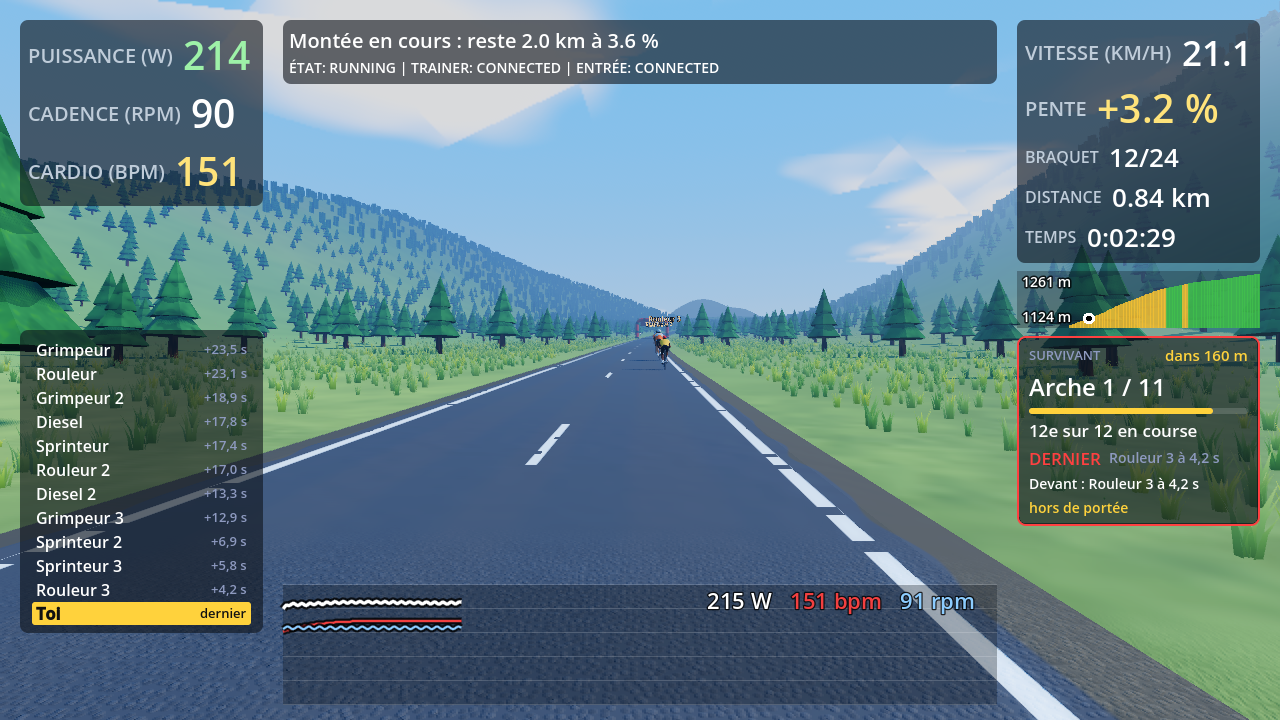 PUISSANCE (W) 214
CADENCE (RPM) 90
CARDIO (BPM) 151
Montée en cours : reste 2.0 km à 3.6 %
ÉTAT: RUNNING | TRAINER: CONNECTED | ENTRÉE: CONNECTED
VITESSE (KM/H) 21.1
PENTE +3.2 %
BRAQUET 12/24
DISTANCE 0.84 km
TEMPS 0:02:29
1261 m
1124 m
SURVIVANT dans 160 m
Arche 1 / 11
12e sur 12 en course
DERNIER Rouleur 3 à 4,2 s
Devant : Rouleur 3 à 4,2 s
hors de portée
Grimpeur +23,5 s
Rouleur +23,1 s
Grimpeur 2 +18,9 s
Diesel +17,8 s
Sprinteur +17,4 s
Rouleur 2 +17,0 s
Diesel 2 +13,3 s
Grimpeur 3 +12,9 s
Sprinteur 2 +6,9 s
Sprinteur 3 +5,8 s
Rouleur 3 +4,2 s
Toi dernier
215 W 151 bpm 91 rpm